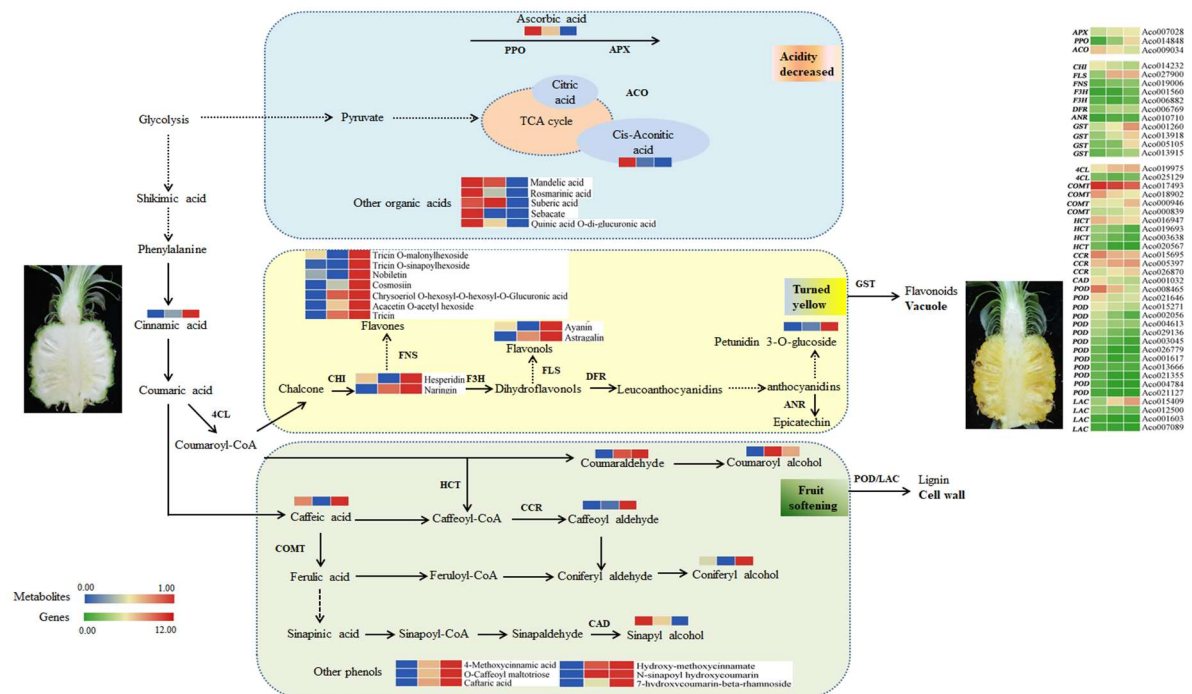 Ascorbic acid
PPO APX
Acidity
decreased
Citric
acid
ACO
TCA cycle
Cis-Aconitic
acid
Glycolysis
Pyruvate
Shikimic acid
Phenylalanine
Cinnamic acid
Coumaric acid
4CL
Coumaroyl-CoA
Other organic acids
Mandelic acid
Rosmarinic acid
Suberic acid
Sebacate
Quinic acid O-di-glucuronic acid
Tricin O-malonylhexoside
Tricin O-sinapoylhexoside
Nobiletin
Cosmosin
Chrysoeriol O-hexosyl-O-hexosyl-O-Glucuronic acid
Acacetin O-acetyl hexoside
Tricin
Flavones
FNS
Ayanin
Astragalin
Flavonols
FLS
Turned
yellow
GST
Flavonoids
Vacuole
Petunidin 3-O-glucoside
Chalcone
CHI
Hesperidin
Naringin
F3H
Dihydroflavonols
DFR
Leucoanthocyanidins
anthocyanidins
ANR
Epicatechin
Coumaraldehyde
Coumaroyl alcohol
HCT
Fruit
softening
POD/LAC
Lignin
Cell wall
Caffeic acid
Caffeoyl-CoA
CCR
Caffeoyl aldehyde
COMT
Ferulic acid
Feruloyl-CoA
Coniferyl aldehyde
Coniferyl alcohol
Sinapinic acid
Sinapoyl-CoA
Sinapaldehyde
CAD
Sinapyl alcohol
Other phenols
4-Methoxycinnamic acid
O-Caffeoyl maltotriose
Caftaric acid
Hydroxy-methoxycinnamate
N-sinapoyl hydroxycoumarin
7-hydroxycoumarin-beta-rhamnoside
0.00 1.00
Metabolites
Genes
0.00 12.00
APX Aco007028
PPO Aco014848
ACO Aco009034
CHI Aco014232
FLS Aco027900
FNS Aco019006
F3H Aco001560
F3H Aco006882
DFR Aco006769
ANR Aco010710
GST Aco001260
GST Aco013918
GST Aco005105
GST Aco013915
4CL Aco019975
4CL Aco025129
COMT Aco017493
COMT Aco018902
COMT Aco000946
COMT Aco000839
HCT Aco016947
HCT Aco019693
HCT Aco003638
HCT Aco020567
CCR Aco015695
CCR Aco005397
CCR Aco026870
CAD Aco001032
POD Aco008465
POD Aco021646
POD Aco015271
POD Aco002056
POD Aco004613
POD Aco029136
POD Aco003045
POD Aco026779
POD Aco001617
POD Aco013666
POD Aco021355
POD Aco004784
POD Aco021127
LAC Aco015409
LAC Aco012500
LAC Aco001603
LAC Aco007089